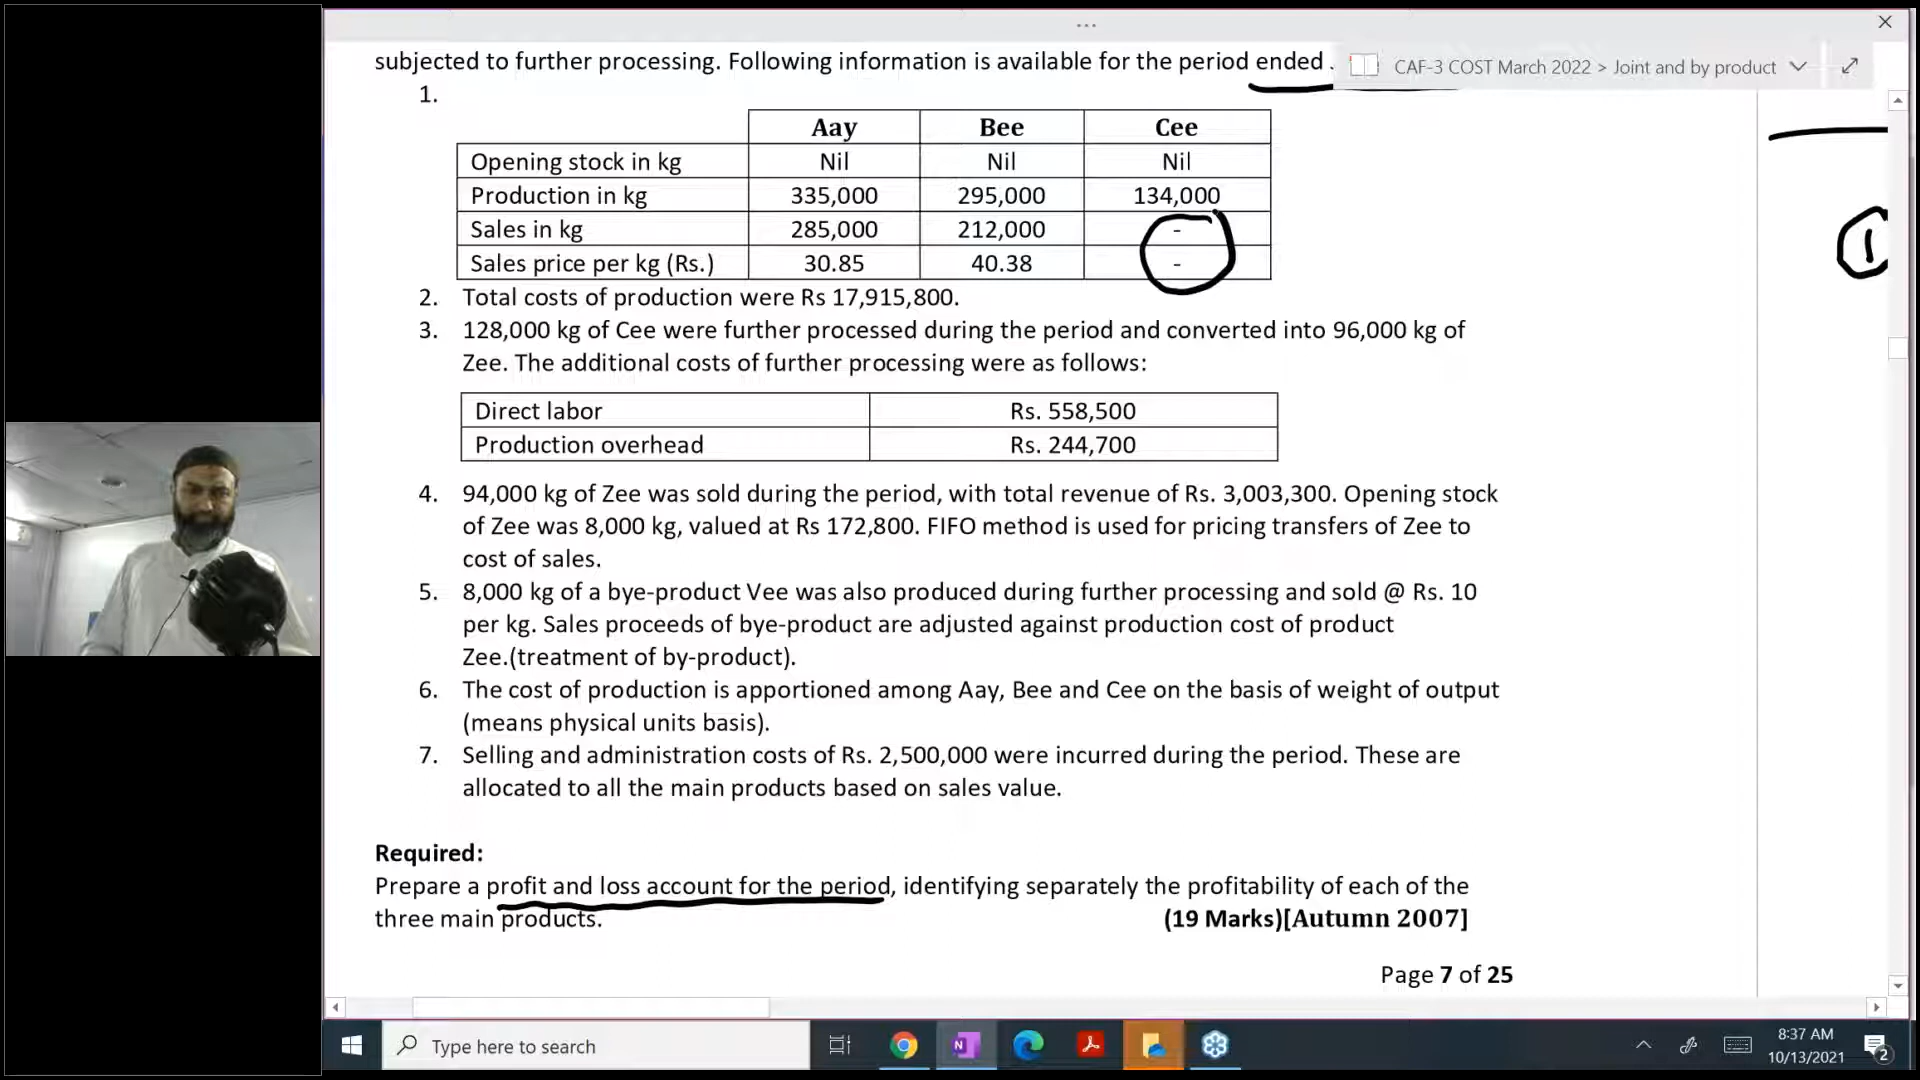 ...
subjected to further processing. Following information is available for the period ended
CAF-3 COST March 2022 > Joint and by product
1.
Aay Bee Cee
Opening stock in kg Nil Nil Nil
Production in kg 335,000 295,000 134,000
Sales in kg 285,000 212,000 -
Sales price per kg (Rs.) 30.85 40.38 -
1
2. Total costs of production were Rs 17,915,800.
3. 128,000 kg of Cee were further processed during the period and converted into 96,000 kg of
Zee. The additional costs of further processing were as follows:
Direct labor Rs. 558,500
Production overhead Rs. 244,700
4. 94,000 kg of Zee was sold during the period, with total revenue of Rs. 3,003,300. Opening stock
of Zee was 8,000 kg, valued at Rs 172,800. FIFO method is used for pricing transfers of Zee to
cost of sales.
5. 8,000 kg of a bye-product Vee was also produced during further processing and sold @ Rs. 10
per kg. Sales proceeds of bye-product are adjusted against production cost of product
Zee.(treatment of by-product).
6. The cost of production is apportioned among Aay, Bee and Cee on the basis of weight of output
(means physical units basis).
7. Selling and administration costs of Rs. 2,500,000 were incurred during the period. These are
allocated to all the main products based on sales value.
Required:
Prepare a profit and loss account for the period, identifying separately the profitability of each of the
three main products. (19 Marks)[Autumn 2007]
Page 7 of 25
Type here to search
8:37 AM
10/13/2021
2